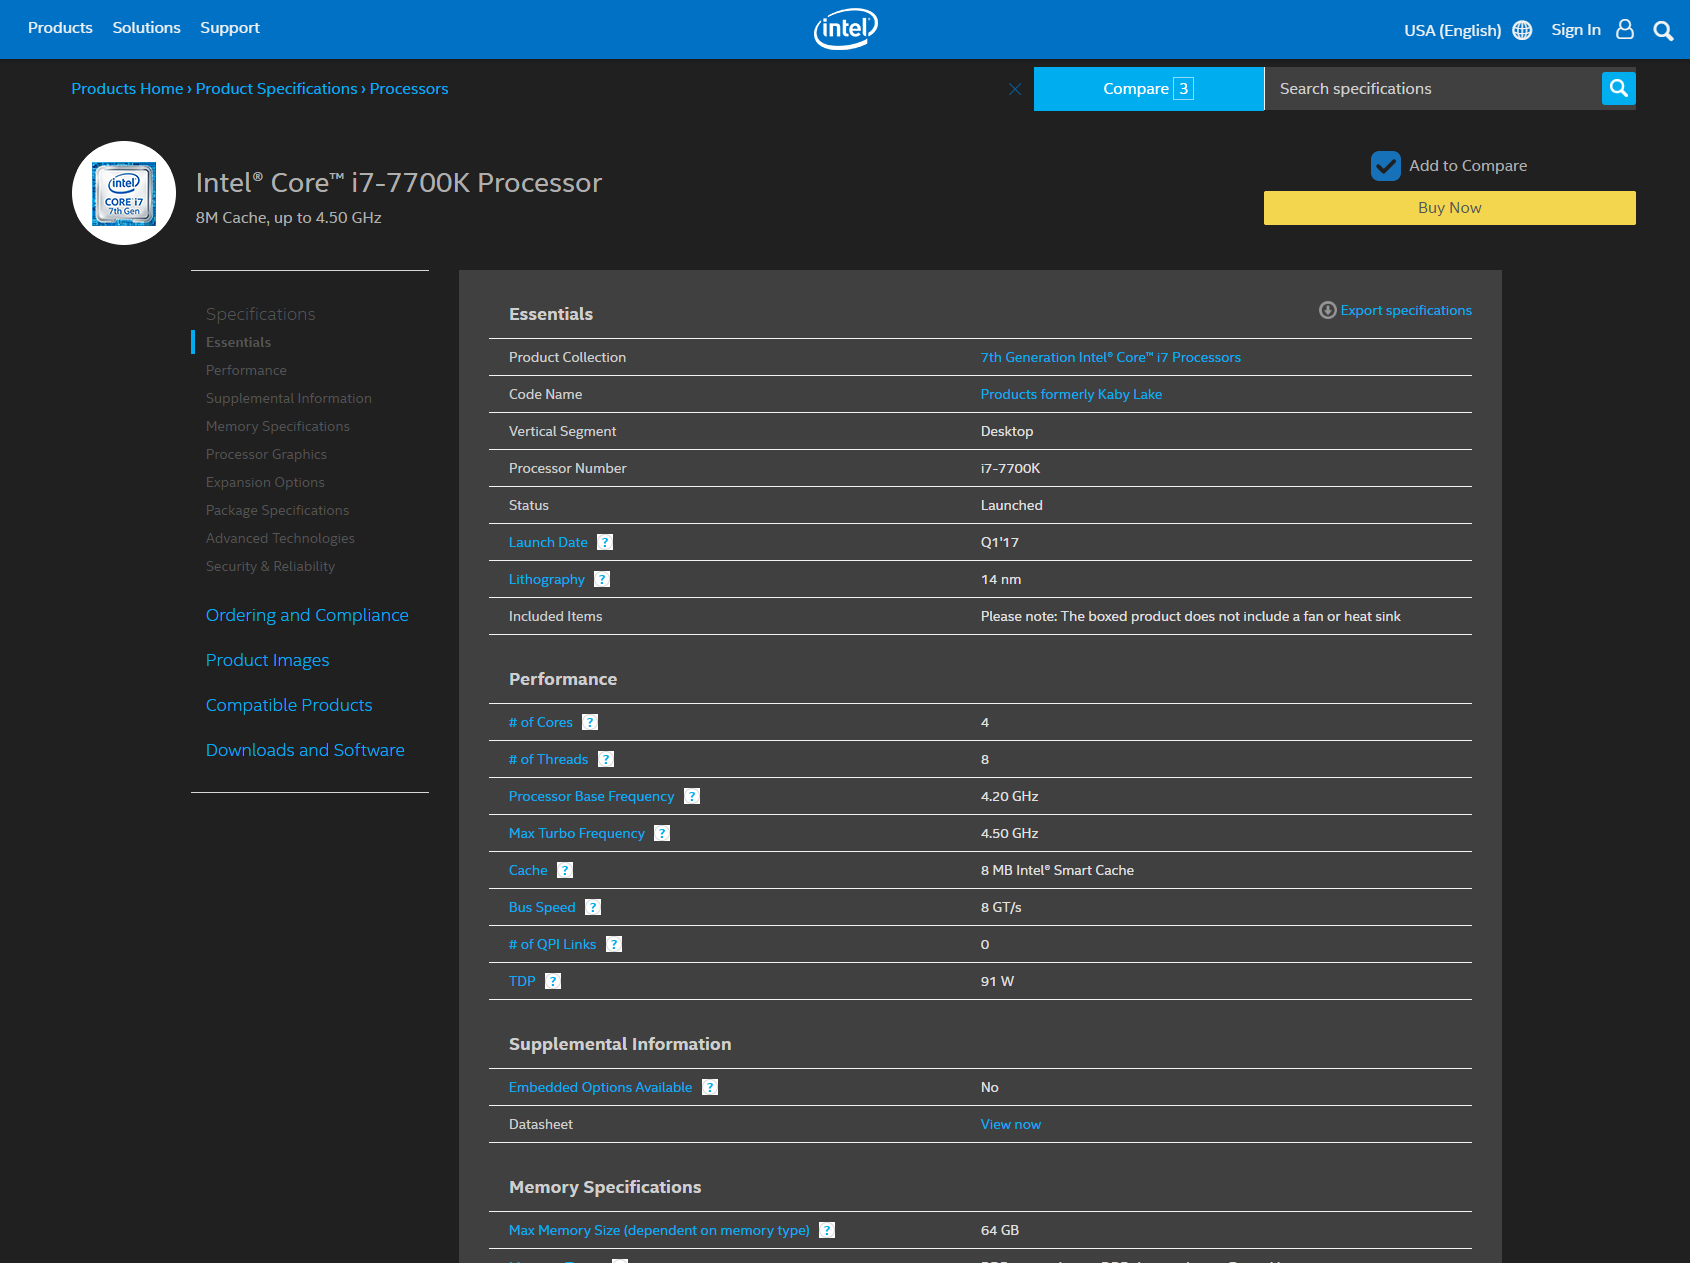 Products Solutions Support
intel
USA (English) Sign In
Products Home › Product Specifications › Processors
Compare 3
Search specifications
intel
CORE i7
7th Gen
Intel® Core™ i7-7700K Processor
8M Cache, up to 4.50 GHz
Add to Compare
Buy Now
Specifications
Essentials
Performance
Supplemental Information
Memory Specifications
Processor Graphics
Expansion Options
Package Specifications
Advanced Technologies
Security & Reliability
Ordering and Compliance
Product Images
Compatible Products
Downloads and Software
Essentials
Export specifications
Product Collection 7th Generation Intel® Core™ i7 Processors
Code Name Products formerly Kaby Lake
Vertical Segment Desktop
Processor Number i7-7700K
Status Launched
Launch Date ? Q1'17
Lithography ? 14 nm
Included Items Please note: The boxed product does not include a fan or heat sink
Performance
# of Cores ? 4
# of Threads ? 8
Processor Base Frequency ? 4.20 GHz
Max Turbo Frequency ? 4.50 GHz
Cache ? 8 MB Intel® Smart Cache
Bus Speed ? 8 GT/s
# of QPI Links ? 0
TDP ? 91 W
Supplemental Information
Embedded Options Available ? No
Datasheet View now
Memory Specifications
Max Memory Size (dependent on memory type) ? 64 GB